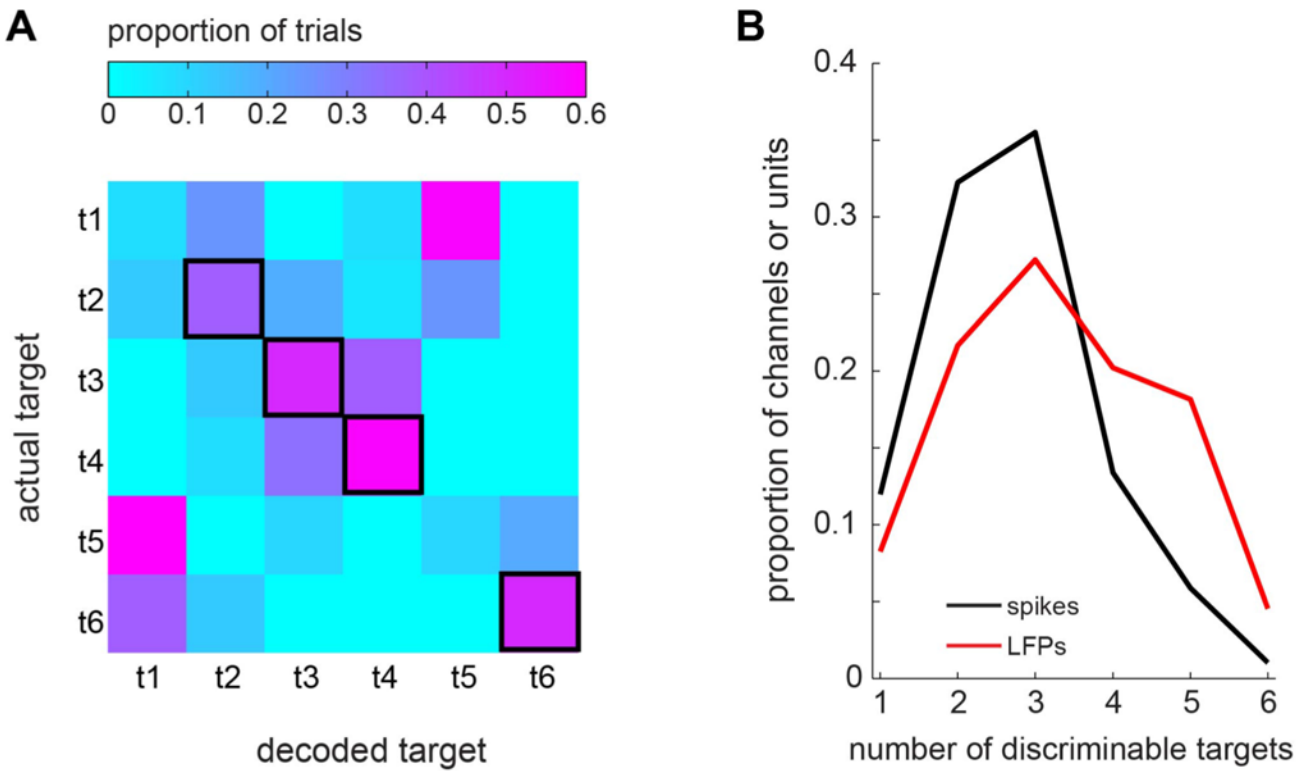 A
proportion of trials
0 0.1 0.2 0.3 0.4 0.5 0.6
actual target
t1
t2
t3
t4
t5
t6
t1 t2 t3 t4 t5 t6
decoded target
B
proportion of channels or units
0.4
0.3
0.2
0.1
0
spikes
LFPs
1 2 3 4 5 6
number of discriminable targets